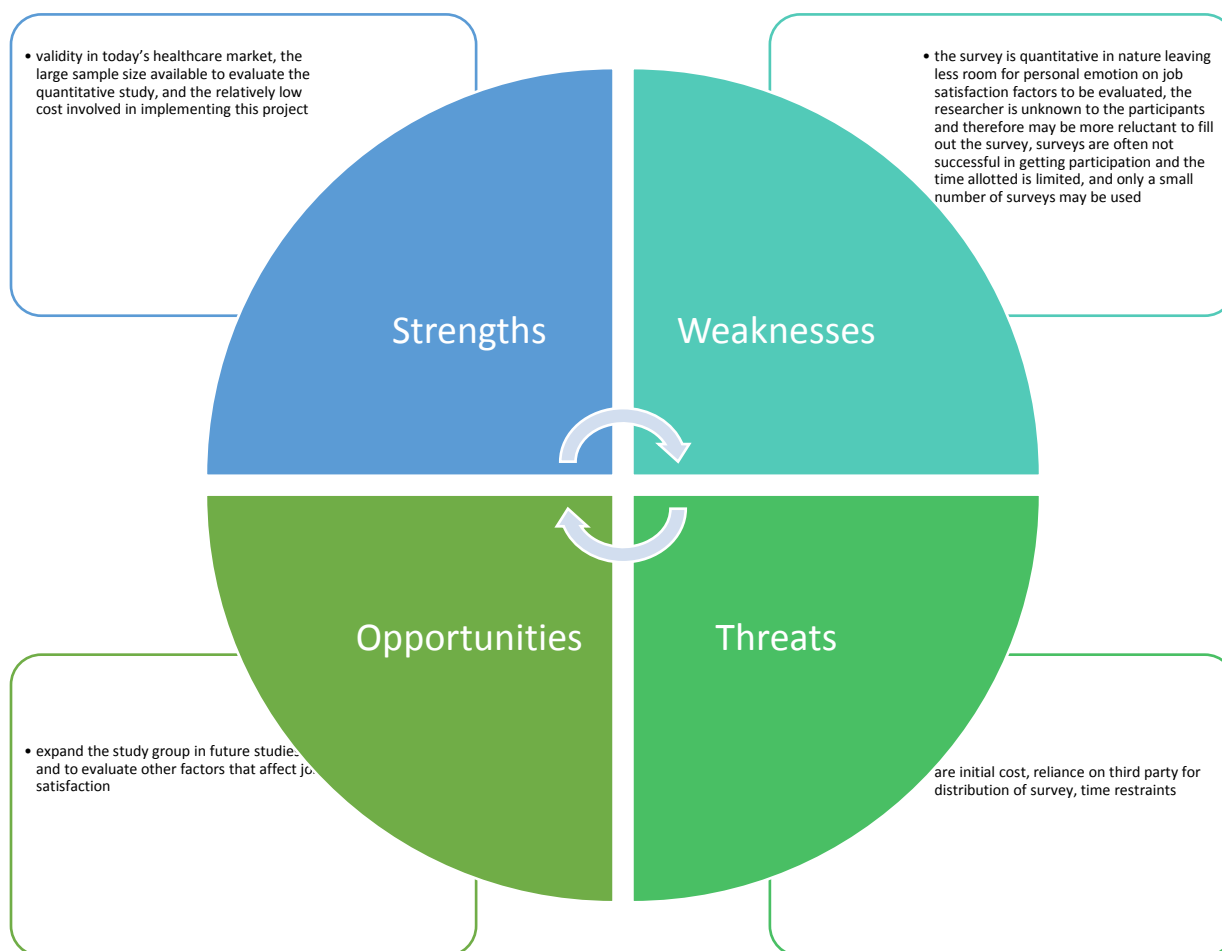 • validity in today's healthcare market, the
large sample size available to evaluate the
quantitative study, and the relatively low
cost involved in implementing this project
• the survey is quantitative in nature leaving
less room for personal emotion on job
satisfaction factors to be evaluated, the
researcher is unknown to the participants
and therefore may be more reluctant to fill
out the survey, surveys are often not
successful in getting participation and the
time allotted is limited, and only a small
number of surveys may be used
Strengths
Weaknesses
Opportunities
Threats
• expand the study group in future studies
and to evaluate other factors that affect
satisfaction
are initial cost, reliance on third party for
distribution of survey, time restraints